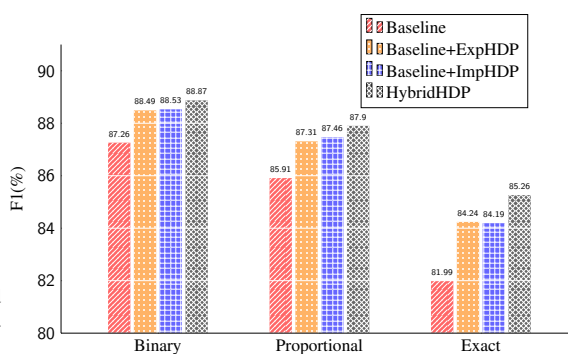 Baseline
Baseline+ExpHDP
Baseline+ImpHDP
HybridHDP
F1(%)
90
88
86
84
82
80
87.26
88.49
88.53
88.87
85.91
87.31
87.46
87.9
81.99
84.24
84.19
85.26
Binary
Proportional
Exact